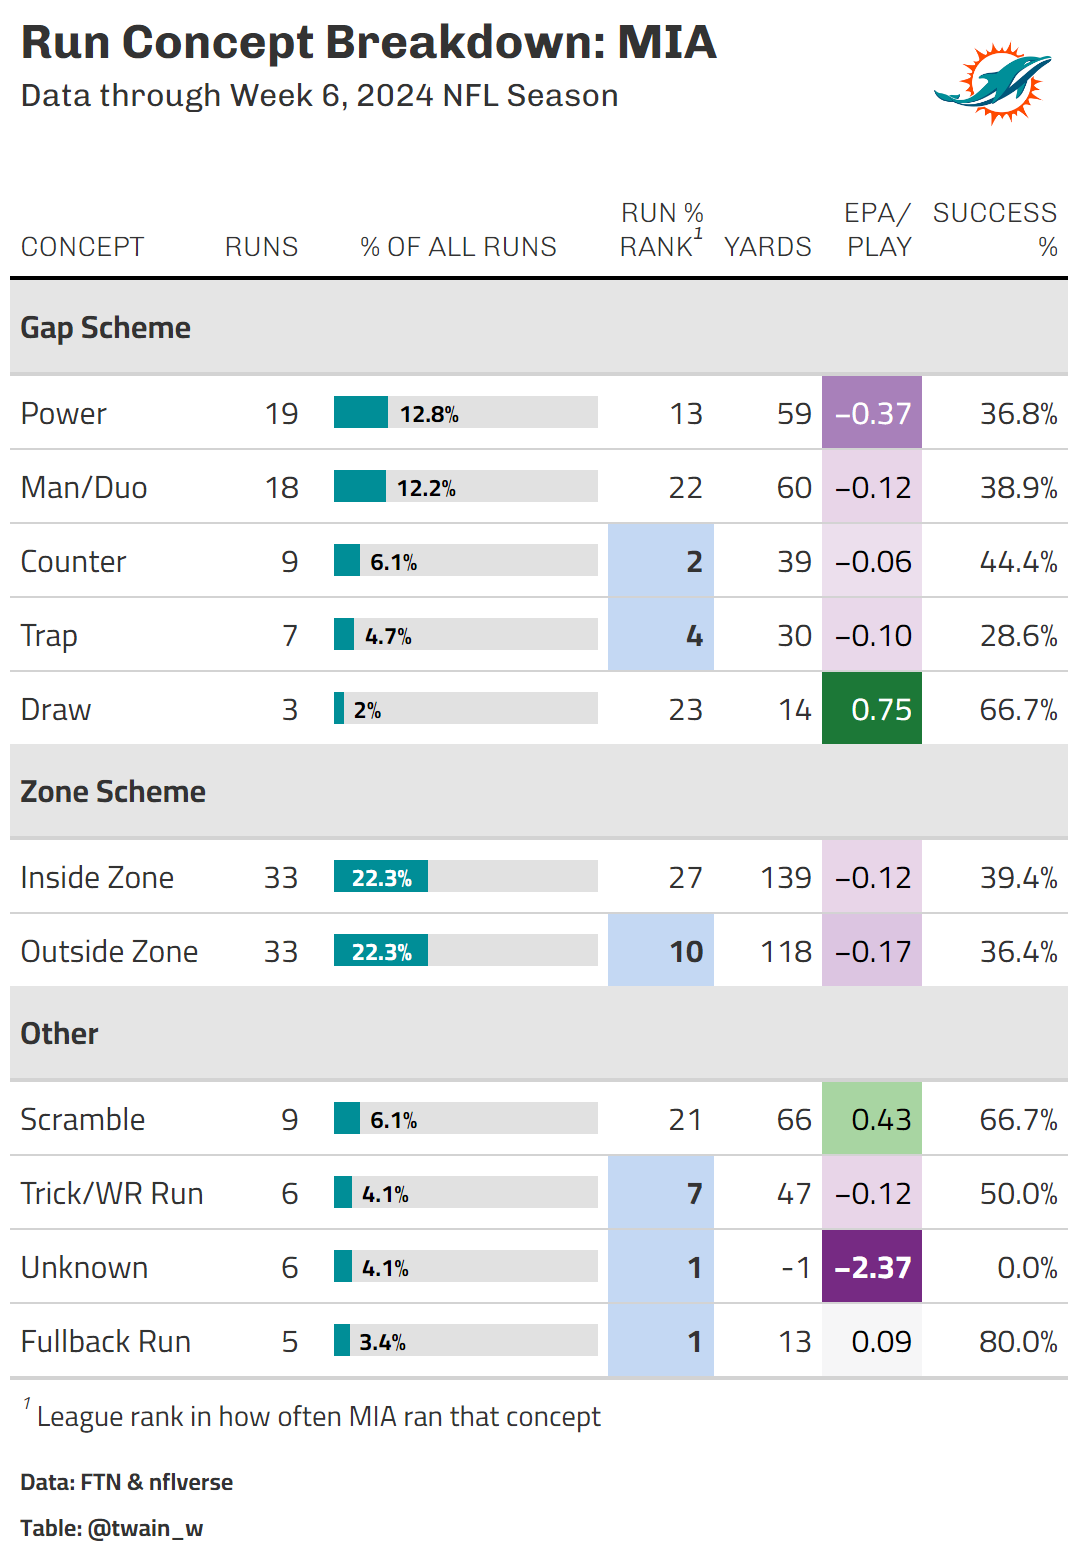 Run Concept Breakdown: MIA
Data through Week 6, 2024 NFL Season
CONCEPT RUNS % OF ALL RUNS RUN % RANK1 YARDS EPA/ PLAY SUCCESS %
Gap Scheme
Power 19 12.8% 13 59 −0.37 36.8%
Man/Duo 18 12.2% 22 60 −0.12 38.9%
Counter 9 6.1% 2 39 −0.06 44.4%
Trap 7 4.7% 4 30 −0.10 28.6%
Draw 3 2% 23 14 0.75 66.7%
Zone Scheme
Inside Zone 33 22.3% 27 139 −0.12 39.4%
Outside Zone 33 22.3% 10 118 −0.17 36.4%
Other
Scramble 9 6.1% 21 66 0.43 66.7%
Trick/WR Run 6 4.1% 7 47 −0.12 50.0%
Unknown 6 4.1% 1 -1 −2.37 0.0%
Fullback Run 5 3.4% 1 13 0.09 80.0%
1 League rank in how often MIA ran that concept
Data: FTN & nflverse
Table: @twain_w